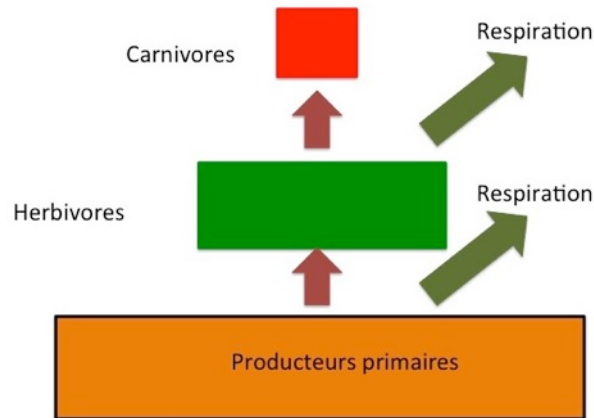 Respiration
Carnivores
Respiration
Herbivores
Producteurs primaires